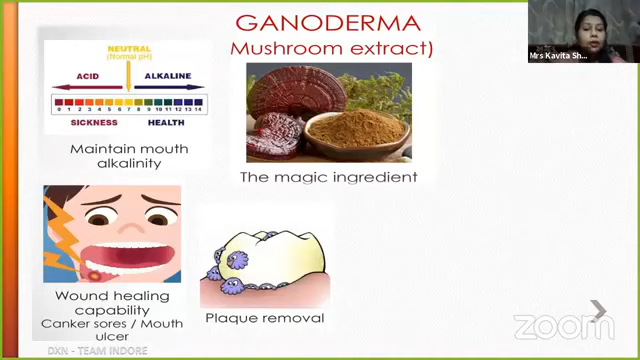 GANODERMA
Mushroom extract)
Mrs Kavita Sh...
NEUTRAL
(Normal pH)
ACID
ALKALINE
0 1 2 3 4 5 6 7 8 9 10 11 12 13 14
SICKNESS
HEALTH
Maintain mouth
alkalinity
The magic ingredient
Wound healing
capability
Canker sores / Mouth
ulcer
Plaque removal
DXN - TEAM INDORE
zoom